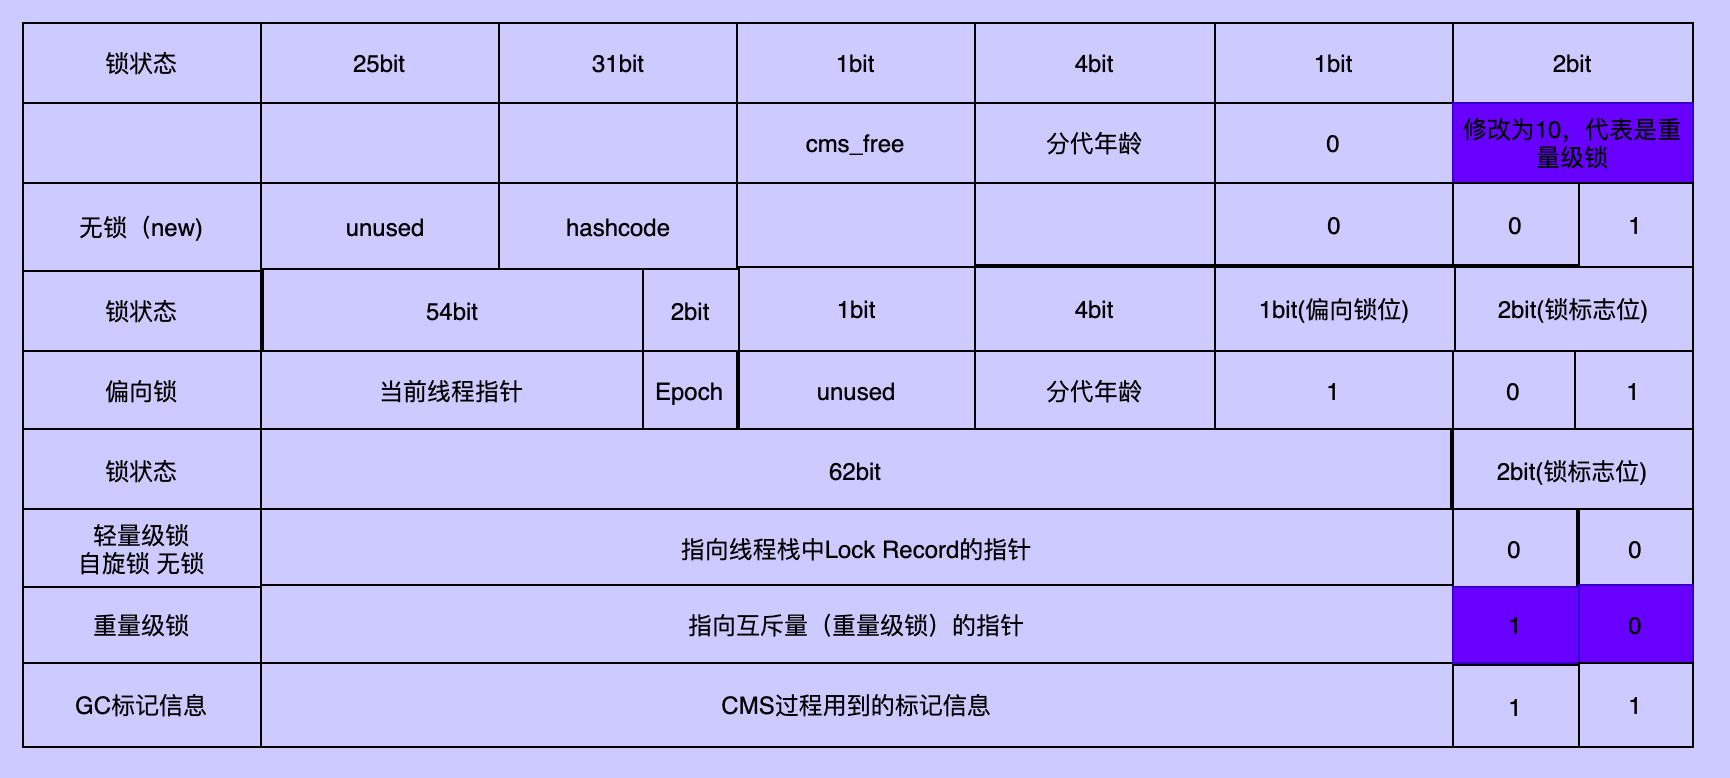 锁状态 25bit 31bit 1bit 4bit 1bit 2bit
cms_free 分代年龄 0 修改为10，代表是重
量级锁
无锁（new) unused hashcode 0 0 1
锁状态 54bit 2bit 1bit 4bit 1bit(偏向锁位) 2bit(锁标志位)
偏向锁 当前线程指针 Epoch unused 分代年龄 1 0 1
锁状态 62bit 2bit(锁标志位)
轻量级锁
自旋锁 无锁 指向线程栈中Lock Record的指针 0 0
重量级锁 指向互斥量（重量级锁）的指针 1 0
GC标记信息 CMS过程用到的标记信息 1 1